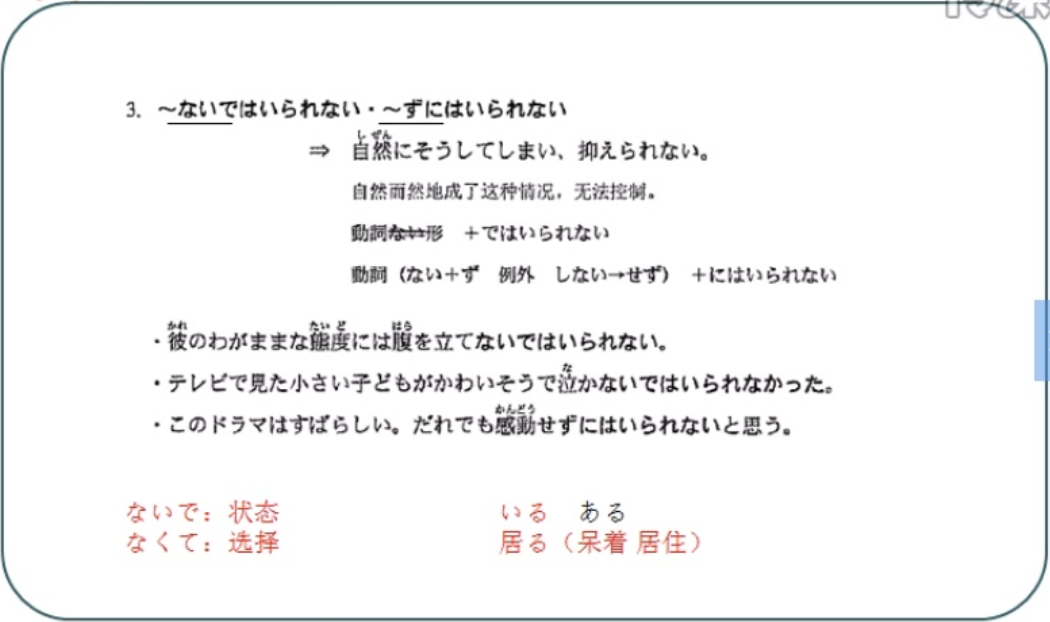 3. ～ないではいられない・～ずにはいられない
⇒ 自然にそうしてしまい、抑えられない。
自然而然地成了这种情况，无法控制。
動詞ない形 ＋ではいられない
動詞（ない＋ず 例外 しない→せず） ＋にはいられない
・彼のわがままな態度には腹を立てないではいられない。
・テレビで見た小さい子どもがかわいそうで泣かないではいられなかった。
・このドラマはすばらしい。だれでも感動せずにはいられないと思う。
ないで：状态 いる ある
なくて：选择 居る（呆着 居住）